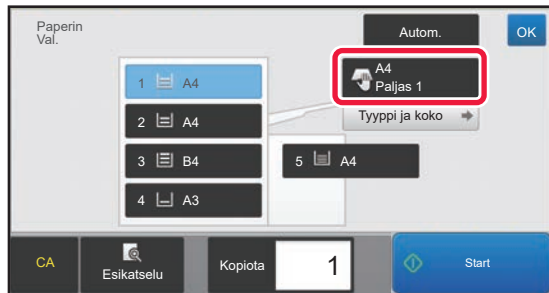 Paperin
Val.
Autom.
OK
1 A4
A4
Paljas 1
2 A4
Tyyppi ja koko
3 B4
5 A4
4 A3
CA
Esikatselu
Kopiota
1
Start